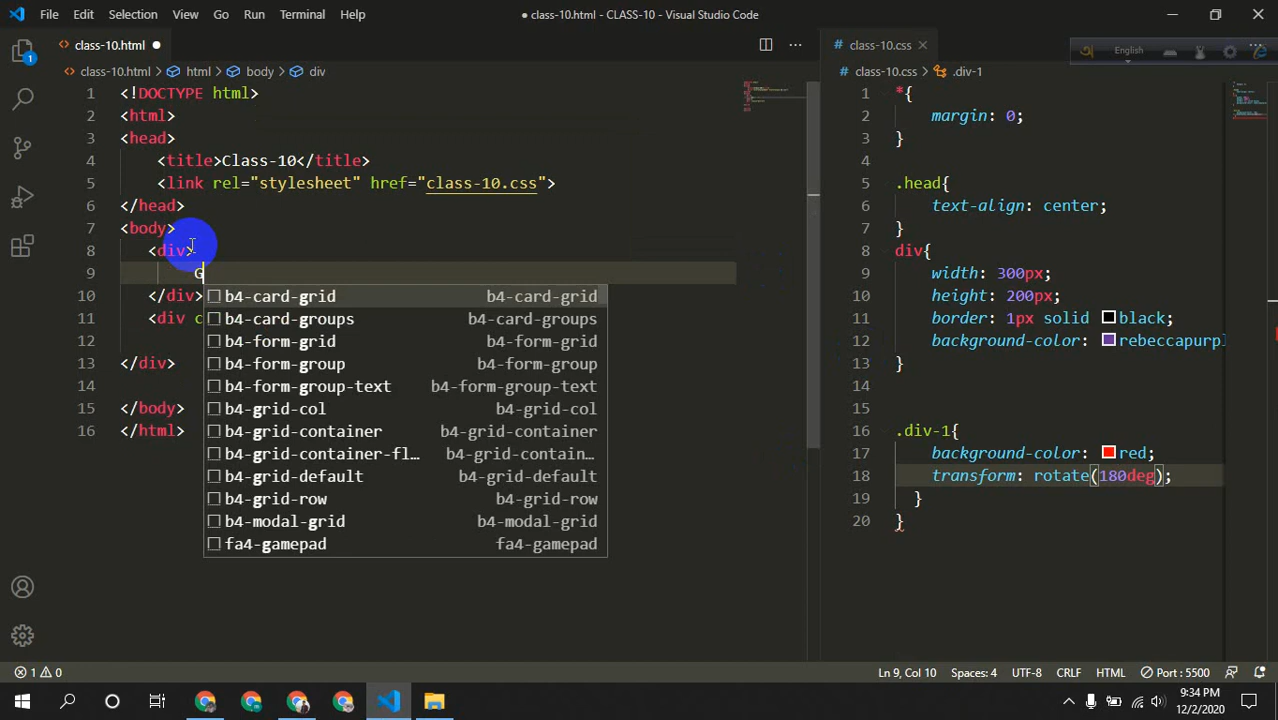 File Edit Selection View Go Run Terminal Help
● class-10.html - CLASS-10 - Visual Studio Code
class-10.html ●
class-10.html > html > body > div
1 <!DOCTYPE html>
2 <html>
3 <head>
4 <title>Class-10</title>
5 <link rel="stylesheet" href="class-10.css">
6 </head>
7 <body>
8 <div>
9 G
10 </div>
11 <div c
12
13 </div>
14
15 </body>
16 </html>
b4-card-grid b4-card-grid
b4-card-groups b4-card-groups
b4-form-grid b4-form-grid
b4-form-group b4-form-group
b4-form-group-text b4-form-group-text
b4-grid-col b4-grid-col
b4-grid-container b4-grid-container
b4-grid-container-fl... b4-grid-contain...
b4-grid-default b4-grid-default
b4-grid-row b4-grid-row
b4-modal-grid b4-modal-grid
fa4-gamepad fa4-gamepad
# class-10.css
English
# class-10.css > .div-1
1 *{
2 margin: 0;
3 }
4
5 .head{
6 text-align: center;
7 }
8 div{
9 width: 300px;
10 height: 200px;
11 border: 1px solid black;
12 background-color: rebeccapurpl
13 }
14
15
16 .div-1{
17 background-color: red;
18 transform: rotate(180deg);
19 }
20 }
1
1 0
Ln 9, Col 10 Spaces: 4 UTF-8 CRLF HTML Port : 5500
9:34 PM
12/2/2020